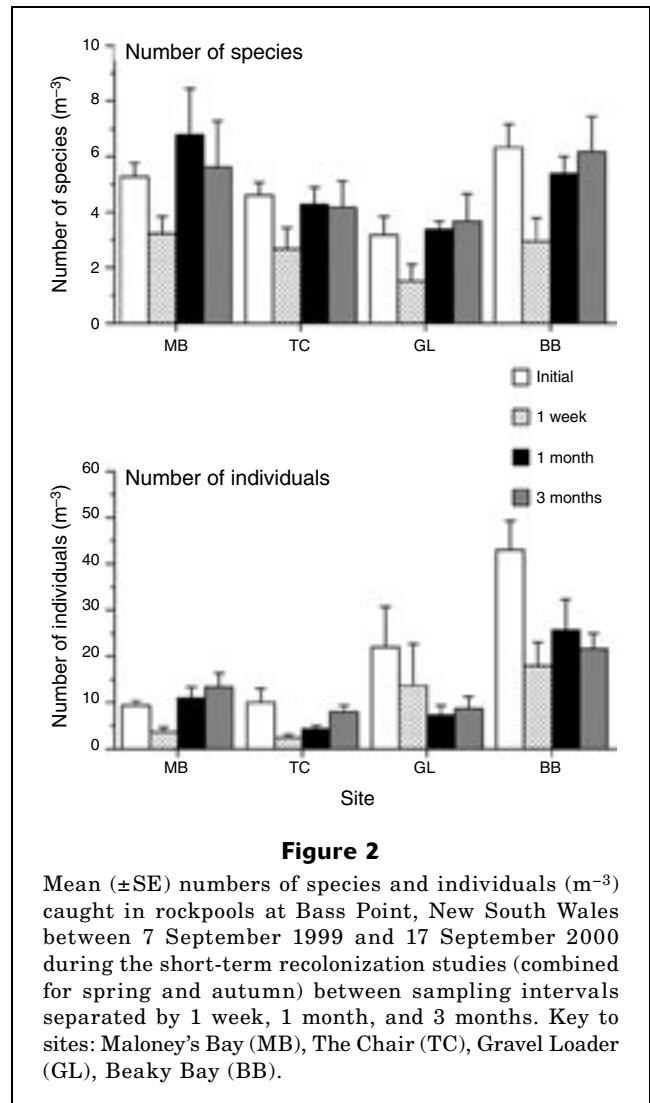 Number of species
Number of species (m⁻³)
10
8
6
4
2
0
MB TC GL BB
Initial
1 week
1 month
3 months
Number of individuals
Number of individuals (m⁻³)
60
50
40
30
20
10
0
MB TC GL BB
Site
Figure 2
Mean (±SE) numbers of species and individuals (m⁻³)
caught in rockpools at Bass Point, New South Wales
between 7 September 1999 and 17 September 2000
during the short-term recolonization studies (combined
for spring and autumn) between sampling intervals
separated by 1 week, 1 month, and 3 months. Key to
sites: Maloney's Bay (MB), The Chair (TC), Gravel Loader
(GL), Beaky Bay (BB).